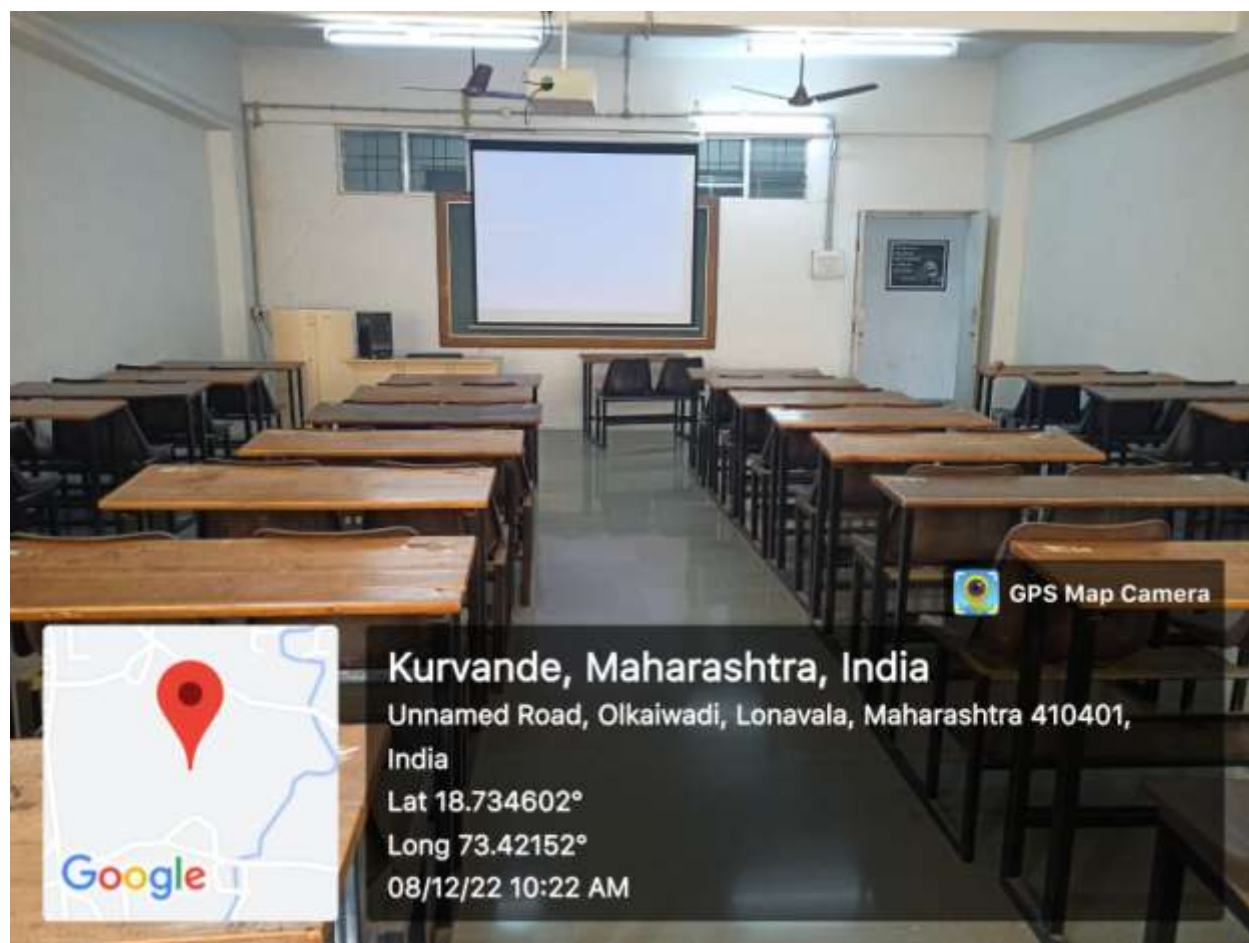 GPS Map Camera
Kurvande, Maharashtra, India
Unnamed Road, Olkaiwadi, Lonavala, Maharashtra 410401,
India
Lat 18.734602°
Long 73.42152°
08/12/22 10:22 AM
Google